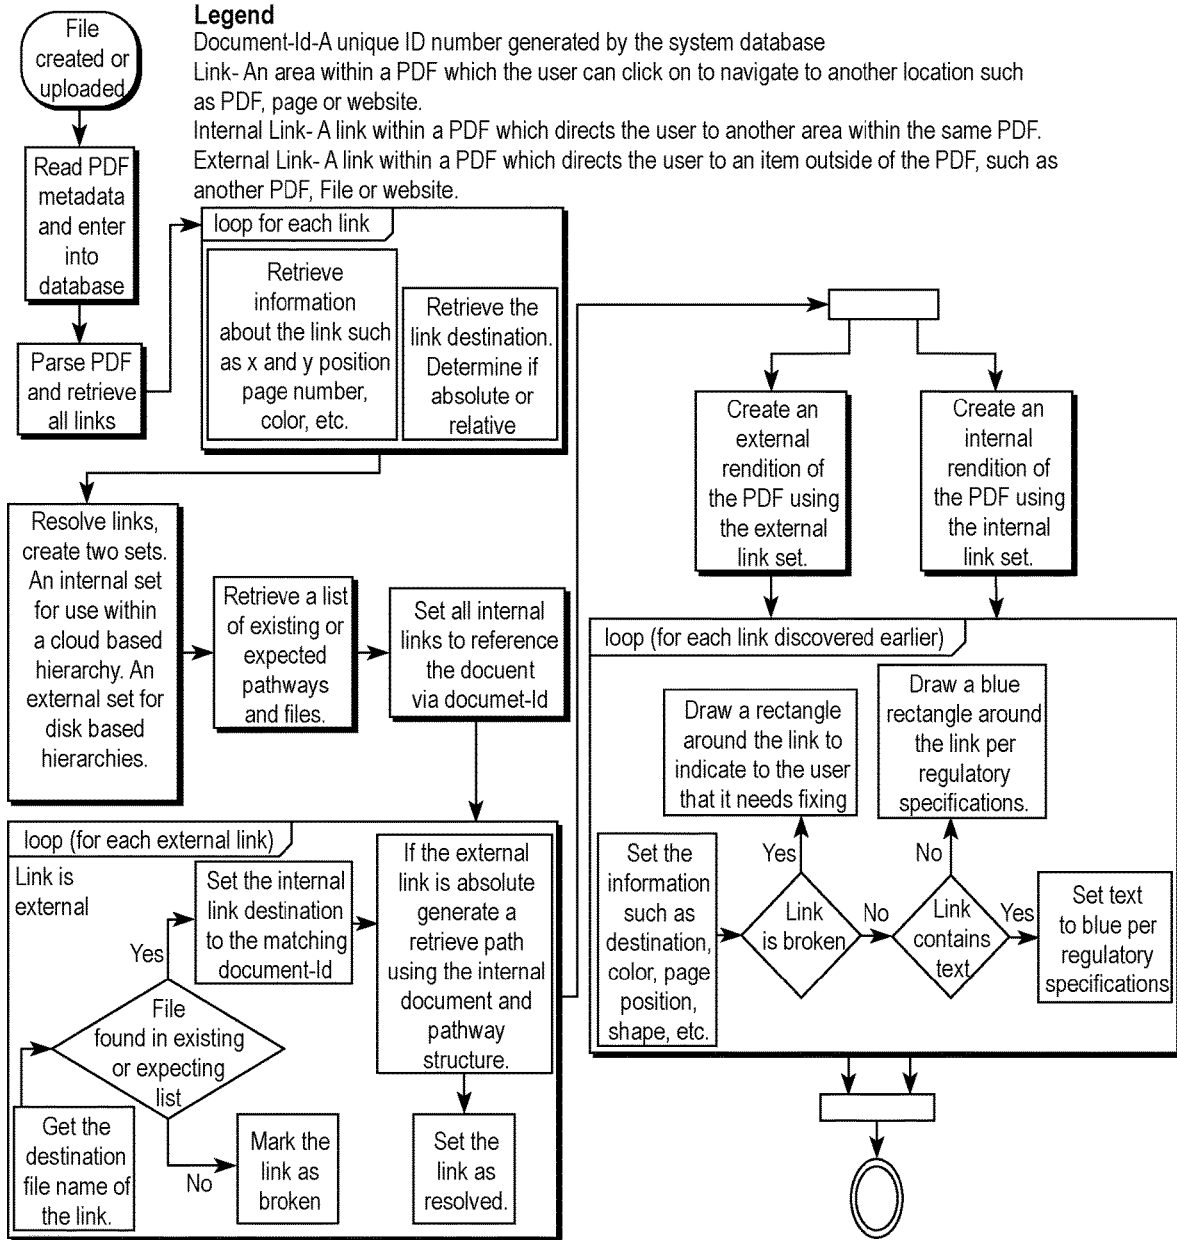 File
created or
uploaded
Legend
Document-Id-A unique ID number generated by the system database
Link- An area within a PDF which the user can click on to navigate to another location such
as PDF, page or website.
Internal Link- A link within a PDF which directs the user to another area within the same PDF.
External Link- A link within a PDF which directs the user to an item outside of the PDF, such as
another PDF, File or website.
Read PDF
metadata
and enter
into
database
Parse PDF
and retrieve
all links
loop for each link
Retrieve
information
about the link such
as x and y position
page number,
color, etc.
Retrieve the
link destination.
Determine if
absolute or
relative
Resolve links,
create two sets.
An internal set
for use within
a cloud based
hierarchy. An
external set for
disk based
hierarchies.
Retrieve a list
of existing or
expected
pathways
and files.
Set all internal
links to reference
the docuent
via documet-Id
loop (for each external link)
Link is
external
Get the
destination
file name of
the link.
File
found in existing
or expecting
list
Yes
No
Set the internal
link destination
to the matching
document-Id
Mark the
link as
broken
If the external
link is absolute
generate a
retrieve path
using the internal
document and
pathway
structure.
Set the
link as
resolved.
Create an
external
rendition of
the PDF using
the external
link set.
Create an
internal
rendition of
the PDF using
the internal
link set.
loop (for each link discovered earlier)
Set the
information
such as
destination,
color, page
position,
shape, etc.
Link
is broken
Yes
Draw a rectangle
around the link to
indicate to the user
that it needs fixing
No
Link
contains
text
No
Draw a blue
rectangle around
the link per
regulatory
specifications.
Yes
Set text
to blue per
regulatory
specifications